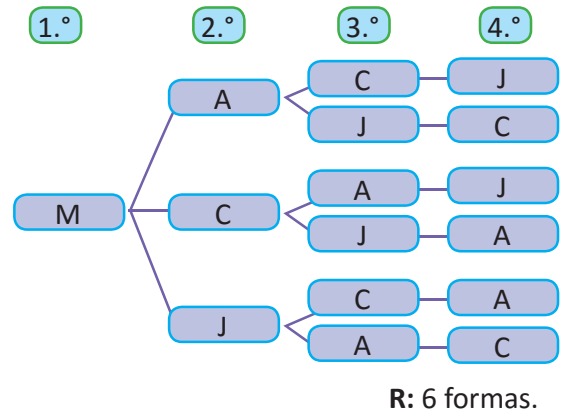 1.° 2.° 3.° 4.°
C J
A
J C
A J
M C
J A
C A
J
A C
R: 6 formas.